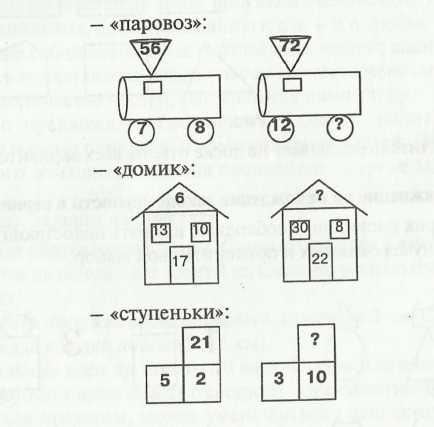 – «паровоз»:
56 72
7 8 12 ?
– «домик»:
6 ?
13 10 30 8
17 22
– «ступеньки»:
21 ?
5 2 3 10